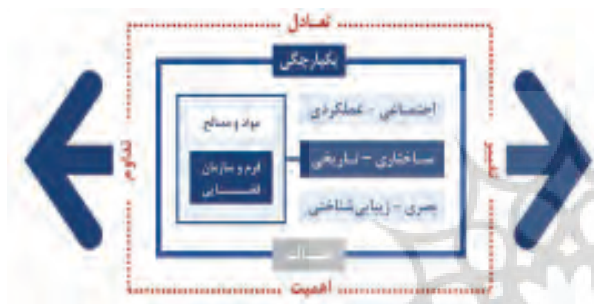 تعادل
یکپارچگی
اجتماعی - عملکردی
مواد و مصالح
ساختاری - تاریخی
فرم و سازمان
فضایی
بصری - زیبایی‌شناختی
تداوم
اهمیت